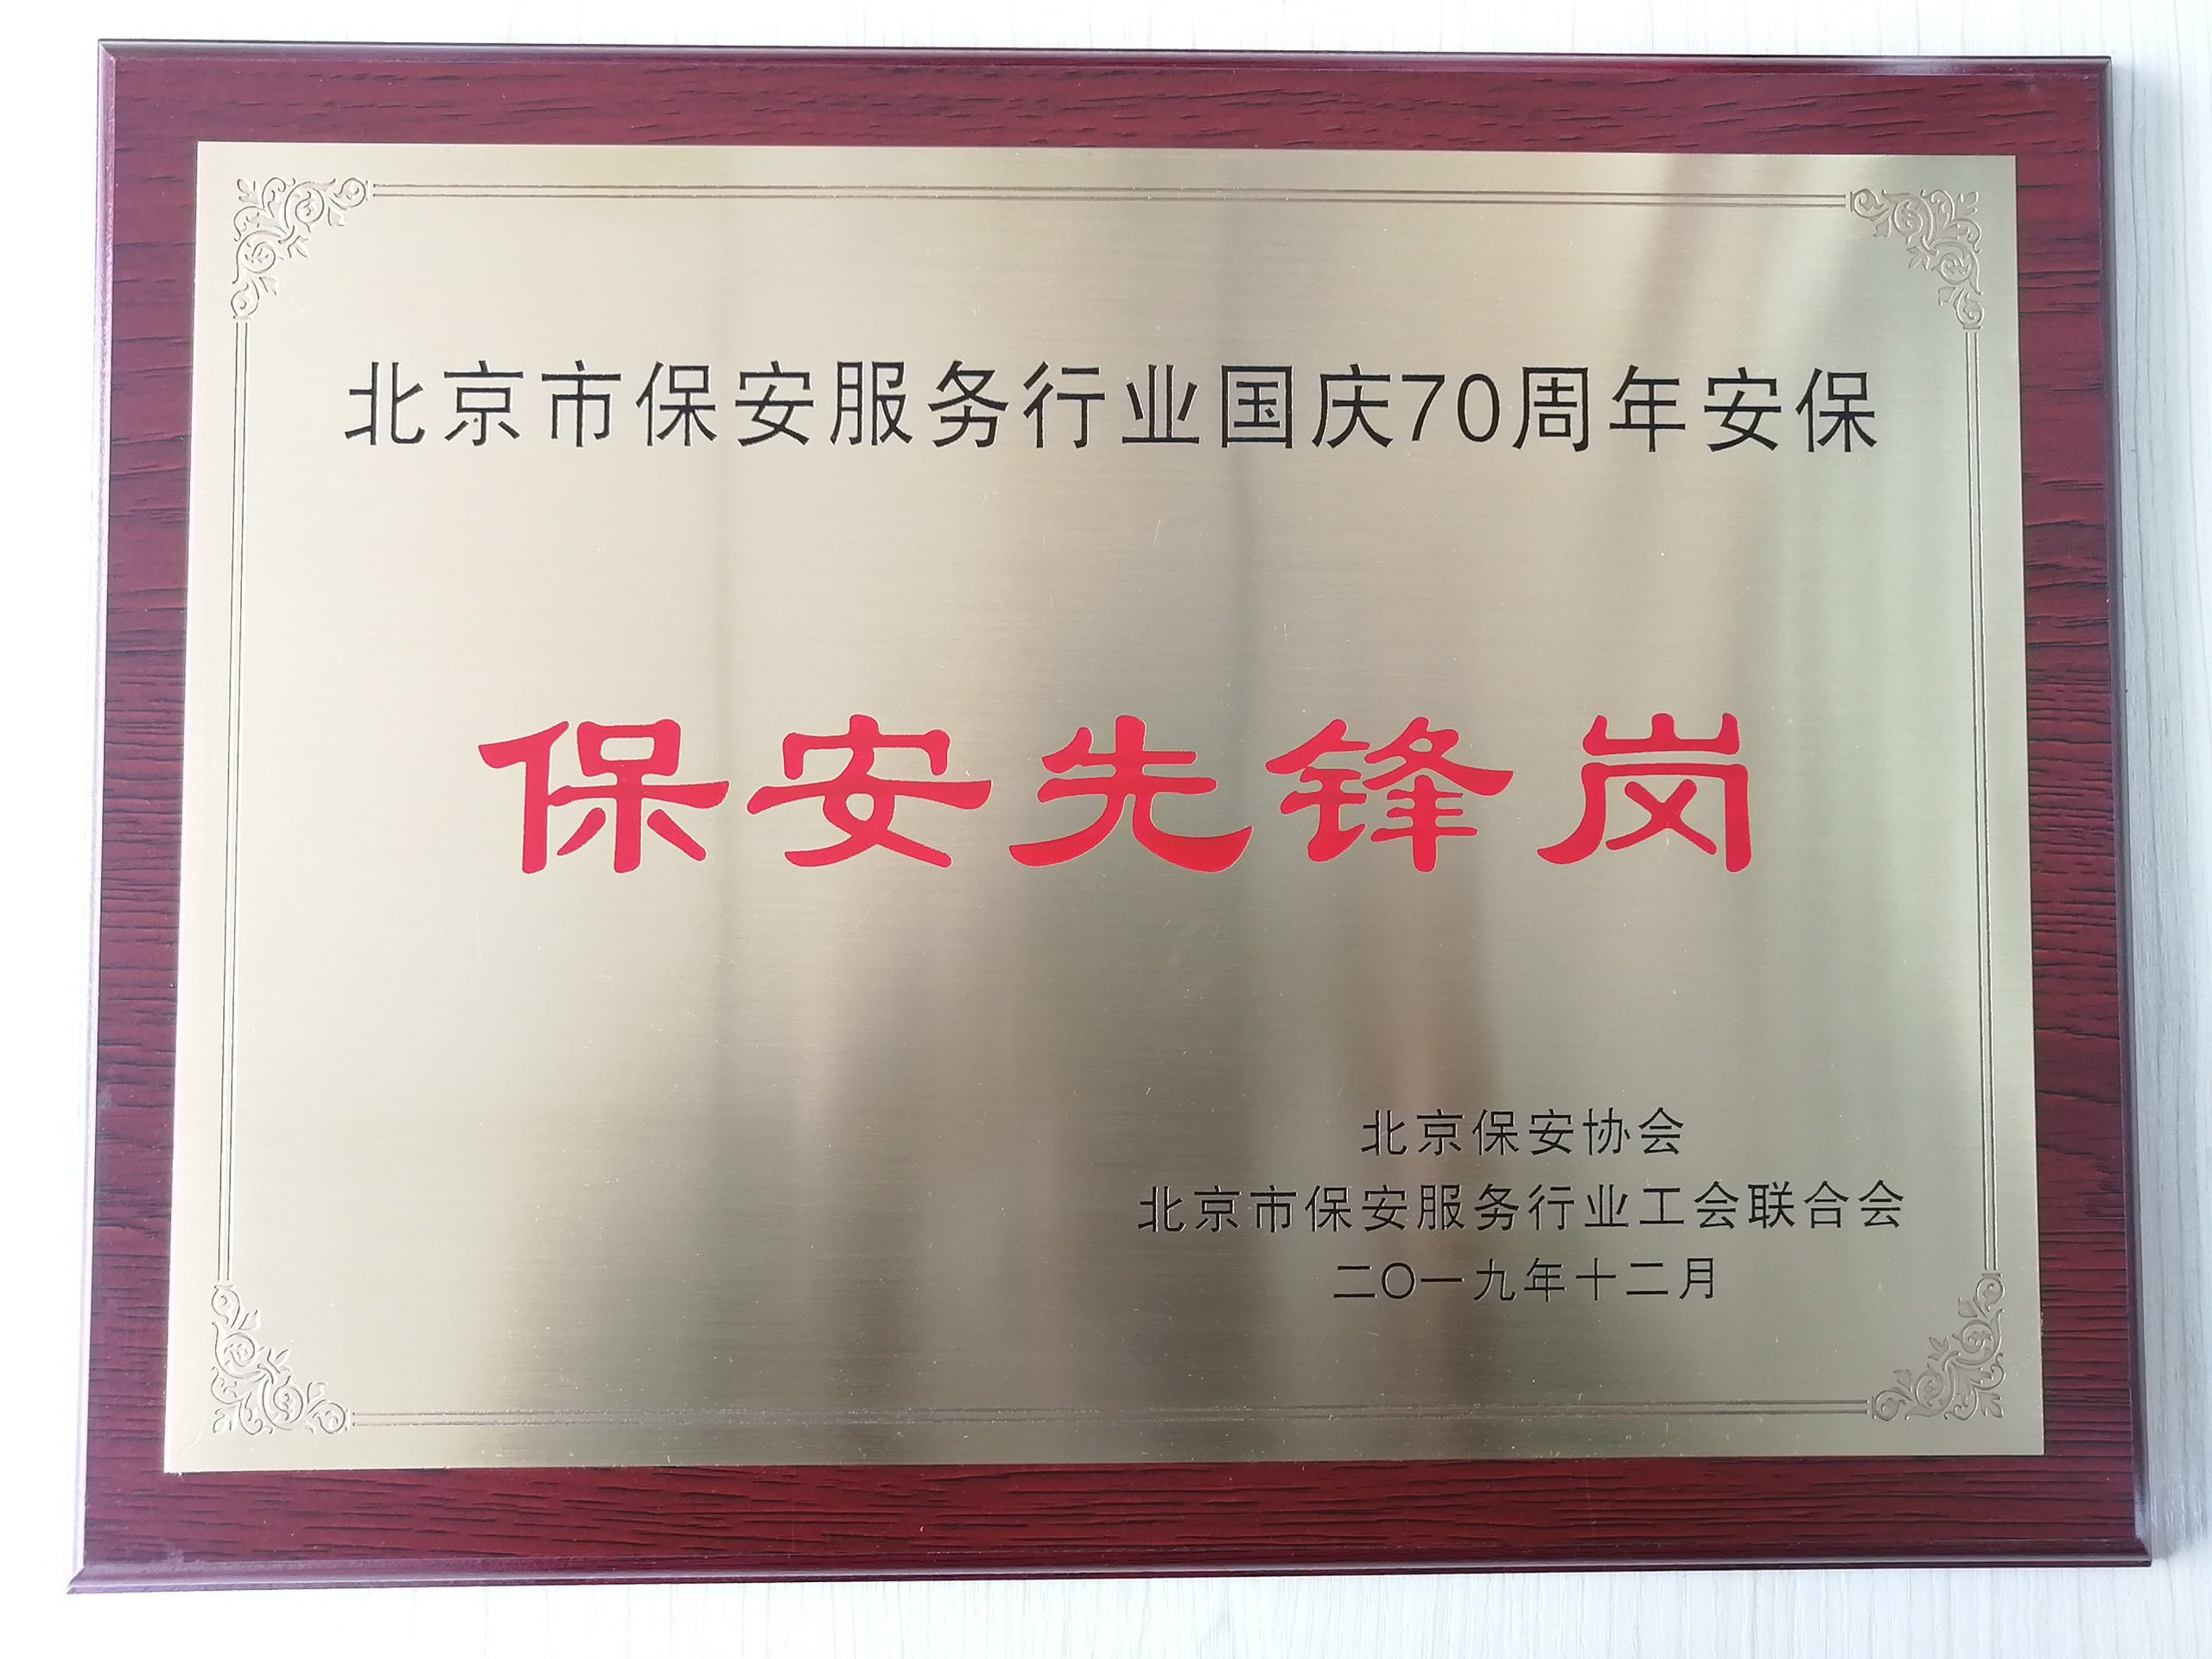 北京市保安服务行业国庆70周年安保
保安先锋岗
北京保安协会
北京市保安服务行业工会联合会
二〇一九年十二月